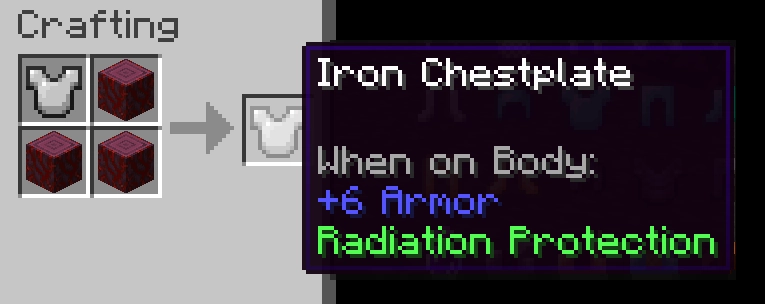 Crafting
Iron Chestplate
When on Body:
+6 Armor
Radiation Protection